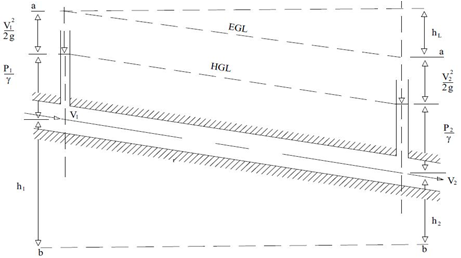 a
V₁²
2g
P₁
γ
h₁
b
V₁
EGL
HGL
h_L
a
V₂²
2g
P₂
γ
V₂
h₂
b